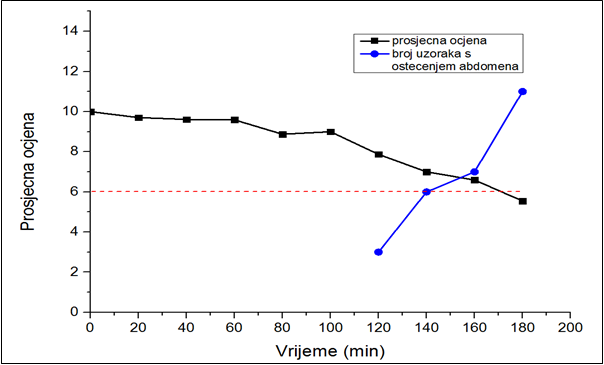 14
12
10
8
6
4
2
0
Prosjecna ocjena
prosjecna ocjena
broj uzoraka s
ostecenjem abdomena
0 20 40 60 80 100 120 140 160 180 200
Vrijeme (min)